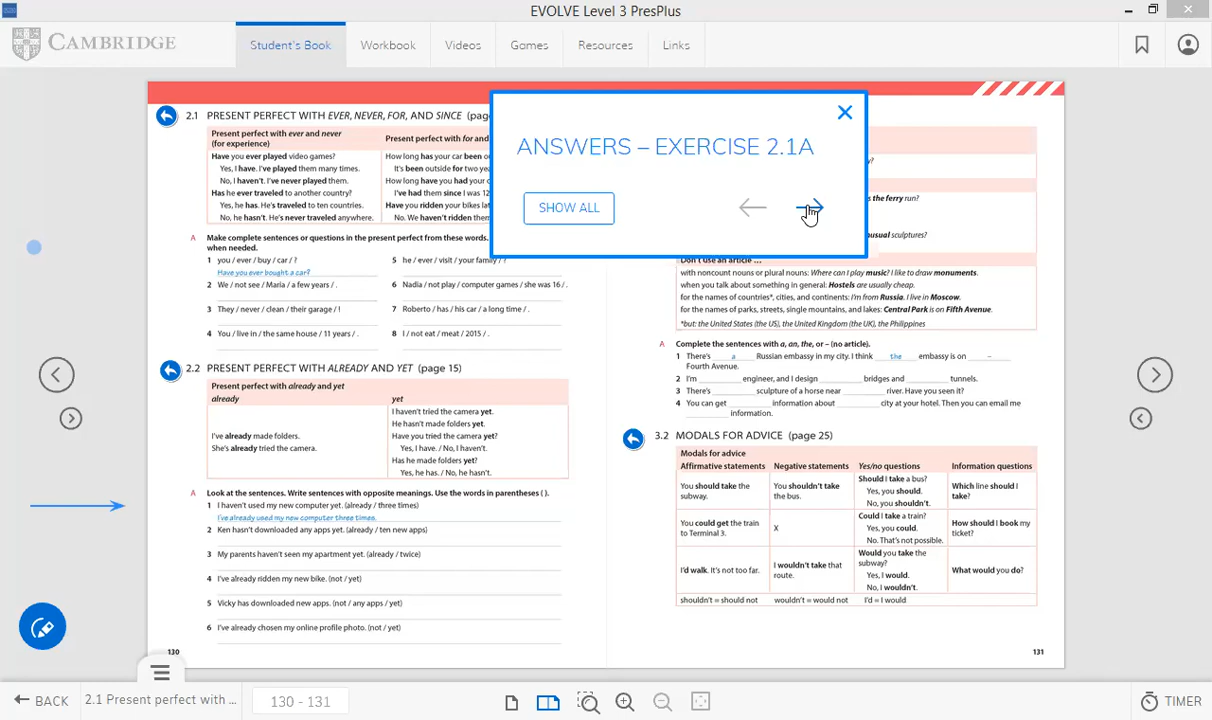 EVOLVE Level 3 PresPlus
CAMBRIDGE
Student's Book
Workbook
Videos
Games
Resources
Links
2.1 PRESENT PERFECT WITH EVER, NEVER, FOR, AND SINCE (pag
Present perfect with ever and never
(for experience)
Have you ever played video games?
Yes, I have. I've played them many times.
No, I haven't. I've never played them.
Has he ever traveled to another country?
Yes, he has. He's traveled to ten countries.
No, he hasn't. He's never traveled anywhere.
Present perfect with for and
How long has your car been o
It's been outside for two yea
How long have you had your c
I've had them since I was 12
Have you ridden your bikes lat
No. We haven't ridden them
A Make complete sentences or questions in the present perfect from these words.
when needed.
1 you / ever / buy / car / ?
Have you ever bought a car?
2 We / not see / Maria / a few years / .
3 They / never / clean / their garage / !
4 You / live in / the same house / 11 years / .
5 he / ever / visit / your family / ?
6 Nadia / not play / computer games / she was 16 / .
7 Roberto / has / his car / a long time / .
8 I / not eat / meat / 2015 / .
2.2 PRESENT PERFECT WITH ALREADY AND YET (page 15)
Present perfect with already and yet
already
yet
I've already made folders.
She's already tried the camera.
I haven't tried the camera yet.
He hasn't made folders yet.
Have you tried the camera yet?
Yes, I have. / No, I haven't.
Has he made folders yet?
Yes, he has. / No, he hasn't.
A Look at the sentences. Write sentences with opposite meanings. Use the words in parentheses ( ).
1 I haven't used my new computer yet. (already / three times)
I've already used my new computer three times.
2 Ken hasn't downloaded any apps yet. (already / ten new apps)
3 My parents haven't seen my apartment yet. (already / twice)
4 I've already ridden my new bike. (not / yet)
5 Vicky has downloaded new apps. (not / any apps / yet)
6 I've already chosen my online profile photo. (not / yet)
130
ANSWERS – EXERCISE 2.1A
SHOW ALL
y?
s the ferry run?
usual sculptures?
Don't use an article ...
with noncount nouns or plural nouns: Where can I play music? I like to draw monuments.
when you talk about something in general: Hostels are usually cheap.
for the names of countries*, cities, and continents: I'm from Russia. I live in Moscow.
for the names of parks, streets, single mountains, and lakes: Central Park is on Fifth Avenue.
*but: the United States (the US), the United Kingdom (the UK), the Philippines
A Complete the sentences with a, an, the, or – (no article).
1 There's a Russian embassy in my city. I think the embassy is on –
Fourth Avenue.
2 I'm engineer, and I design bridges and tunnels.
3 There's sculpture of a horse near river. Have you seen it?
4 You can get information about city at your hotel. Then you can email me
information.
3.2 MODALS FOR ADVICE (page 25)
Modals for advice
Affirmative statements
Negative statements
Yes/no questions
Information questions
You should take the
subway.
You shouldn't take
the bus.
Should I take a bus?
Yes, you should.
No, you shouldn't.
Which line should I
take?
You could get the train
to Terminal 3.
X
Could I take a train?
Yes, you could.
No. That's not possible.
How should I book my
ticket?
I'd walk. It's not too far.
I wouldn't take that
route.
Would you take the
subway?
Yes, I would.
No, I wouldn't.
What would you do?
shouldn't = should not
wouldn't = would not
I'd = I would
131
BACK
2.1 Present perfect with ...
130 - 131
TIMER